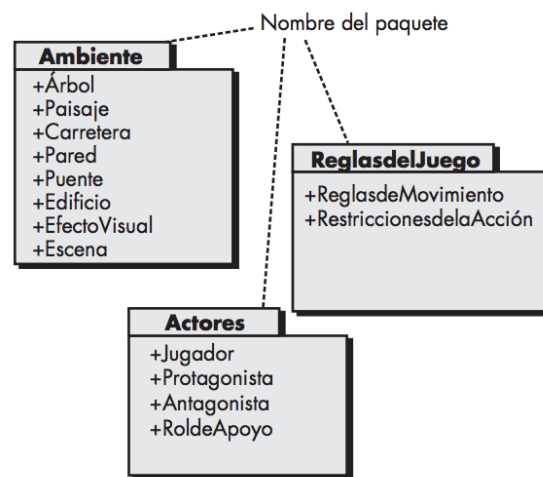 Nombre del paquete
Ambiente
+Árbol
+Paisaje
+Carretera
+Pared
+Puente
+Edificio
+EfectoVisual
+Escena
ReglasdelJuego
+ReglasdeMovimiento
+RestriccionesdelaAcción
Actores
+Jugador
+Protagonista
+Antagonista
+RoldeApoyo